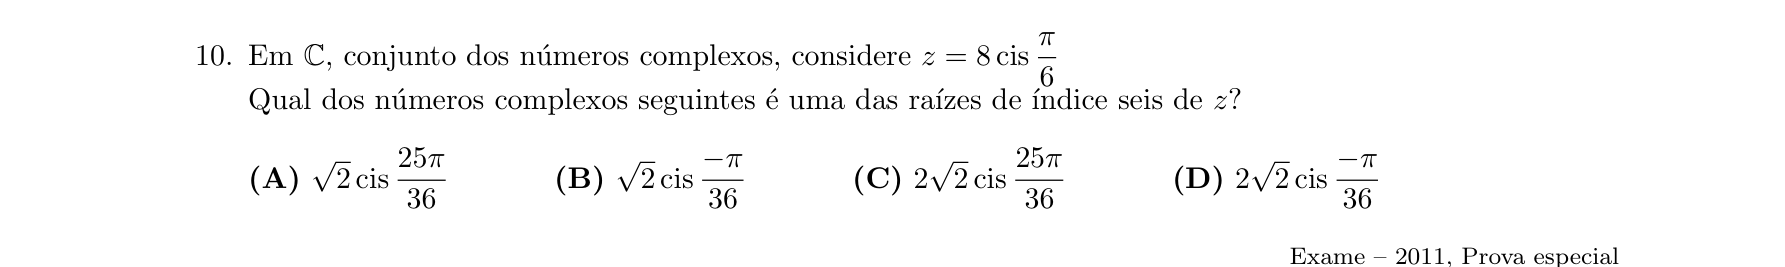 10. Em ℂ, conjunto dos números complexos, considere z = 8 cis π/6
Qual dos números complexos seguintes é uma das raízes de índice seis de z?
(A) √2 cis 25π/36 (B) √2 cis −π/36 (C) 2√2 cis 25π/36 (D) 2√2 cis −π/36
Exame – 2011, Prova especial